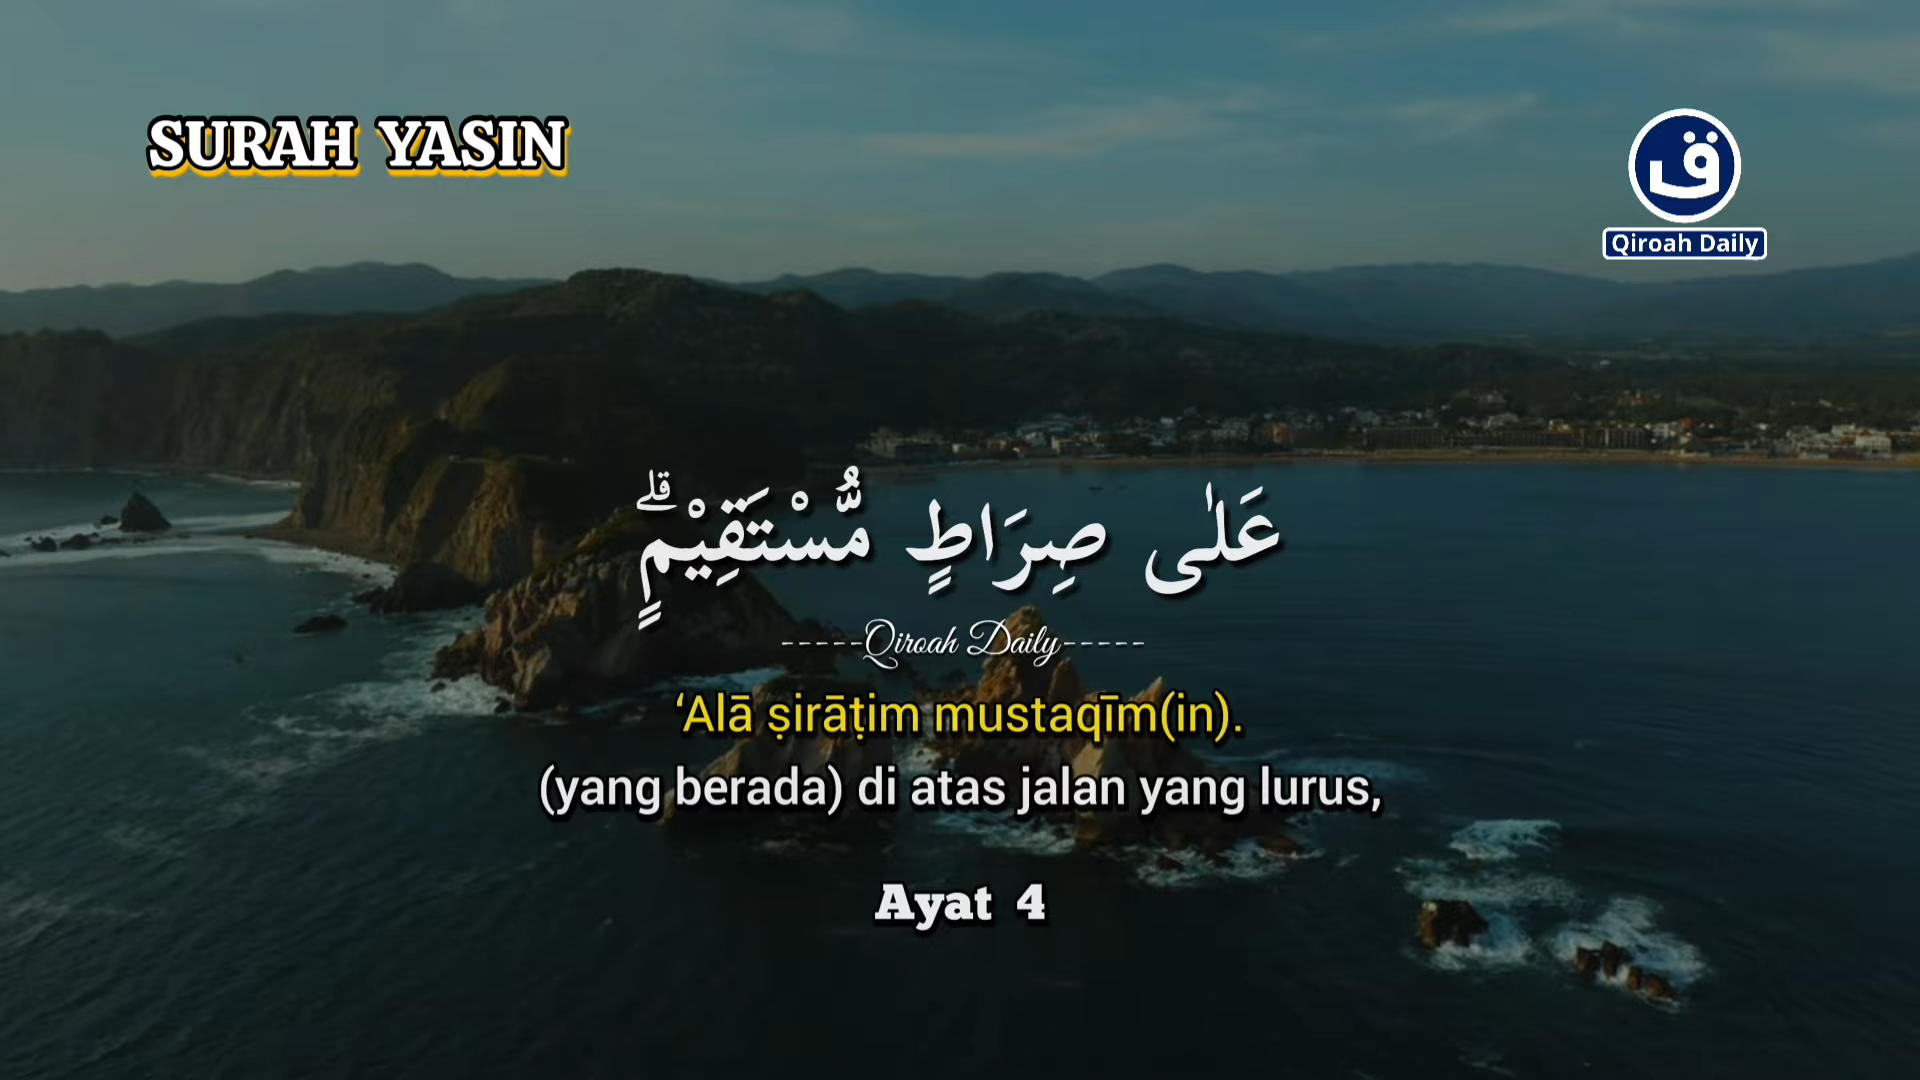 SURAH YASIN
ق
Qiroah Daily
عَلٰى صِرَاطٍ مُّسْتَقِيْمٍۗ
-----Qiroah Daily-----
‘Alā ṣirāṭim mustaqīm(in).
(yang berada) di atas jalan yang lurus,
Ayat 4